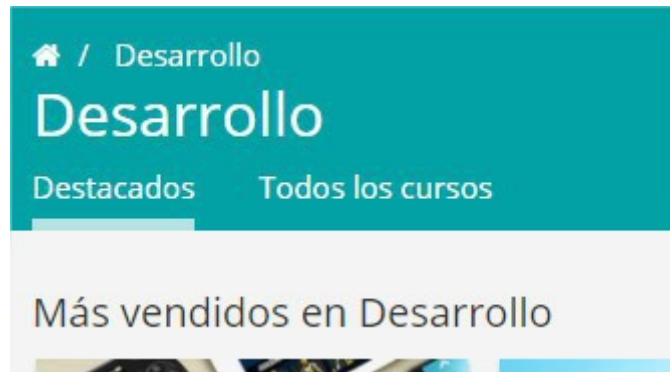 / Desarrollo
Desarrollo
Destacados Todos los cursos
Más vendidos en Desarrollo